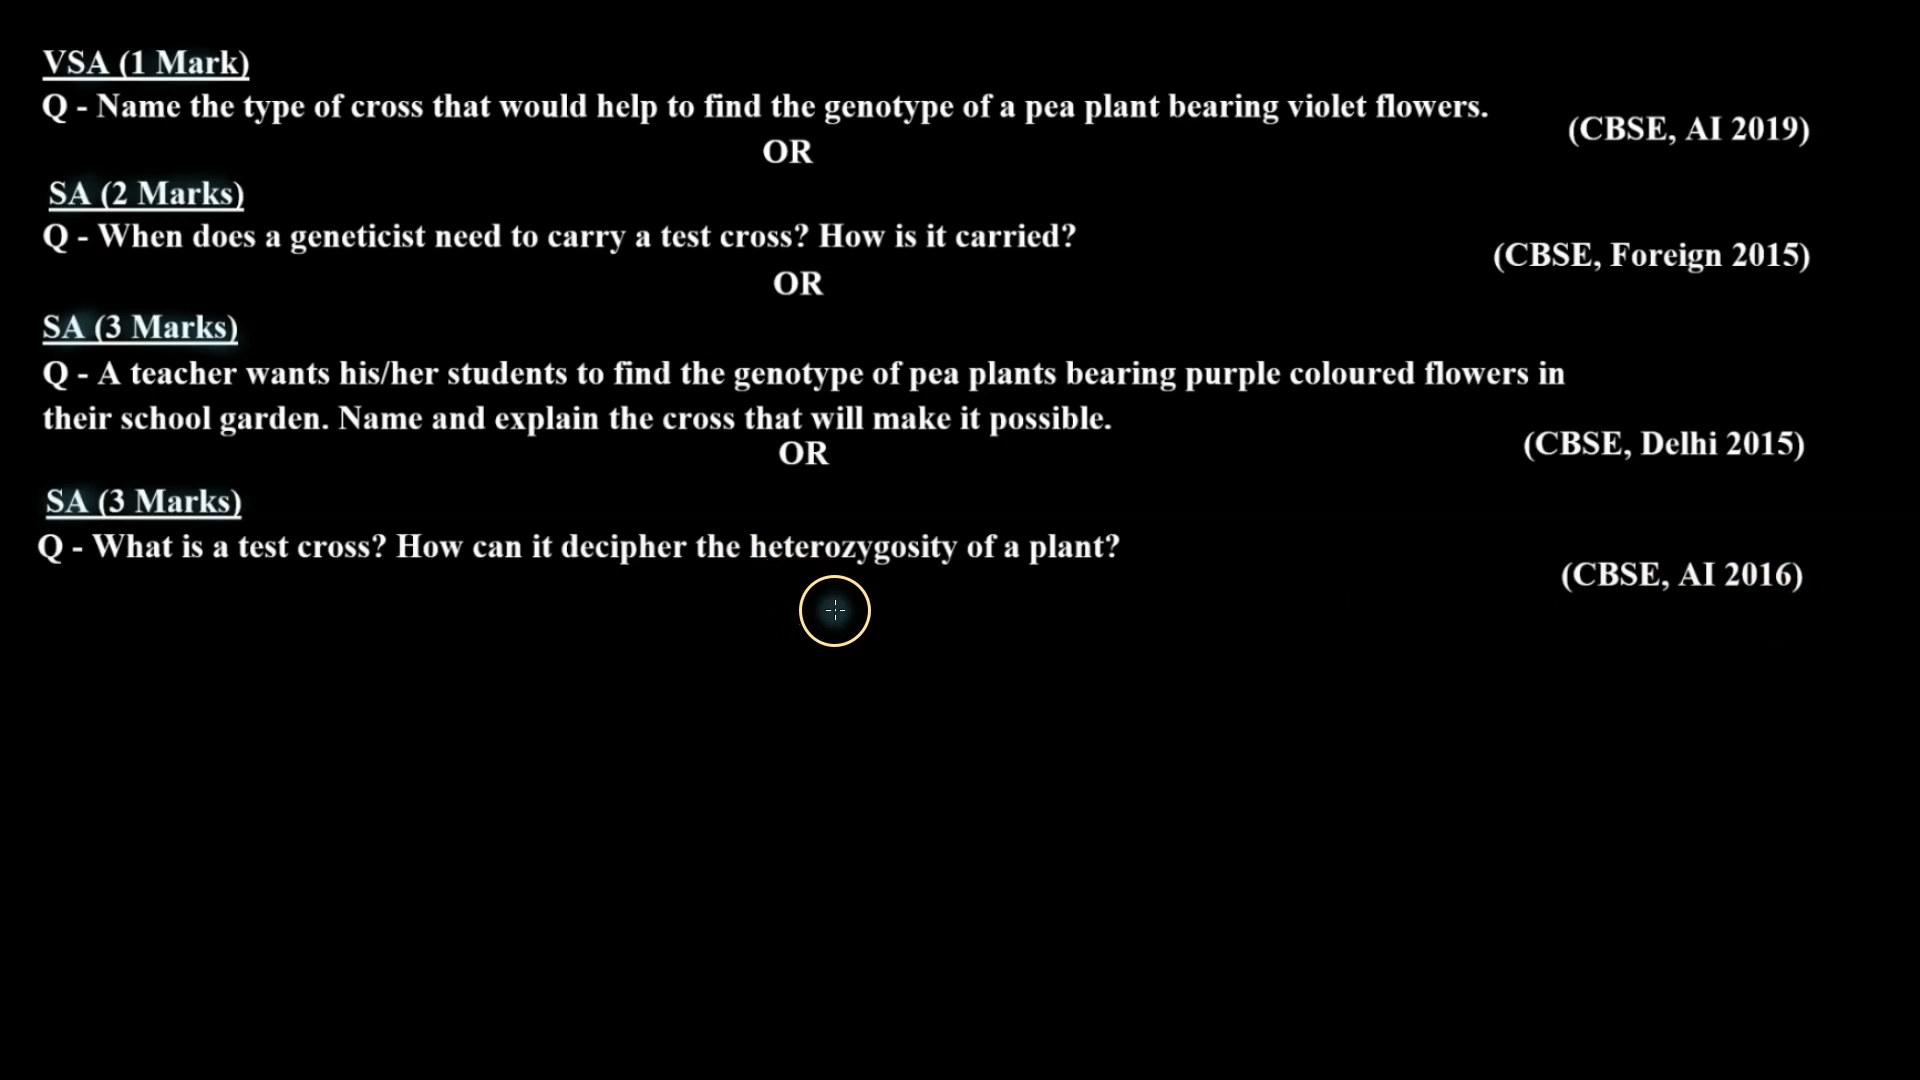 VSA (1 Mark)
Q - Name the type of cross that would help to find the genotype of a pea plant bearing violet flowers.
(CBSE, AI 2019)
OR
SA (2 Marks)
Q - When does a geneticist need to carry a test cross? How is it carried?
(CBSE, Foreign 2015)
OR
SA (3 Marks)
Q - A teacher wants his/her students to find the genotype of pea plants bearing purple coloured flowers in
their school garden. Name and explain the cross that will make it possible.
(CBSE, Delhi 2015)
OR
SA (3 Marks)
Q - What is a test cross? How can it decipher the heterozygosity of a plant?
(CBSE, AI 2016)